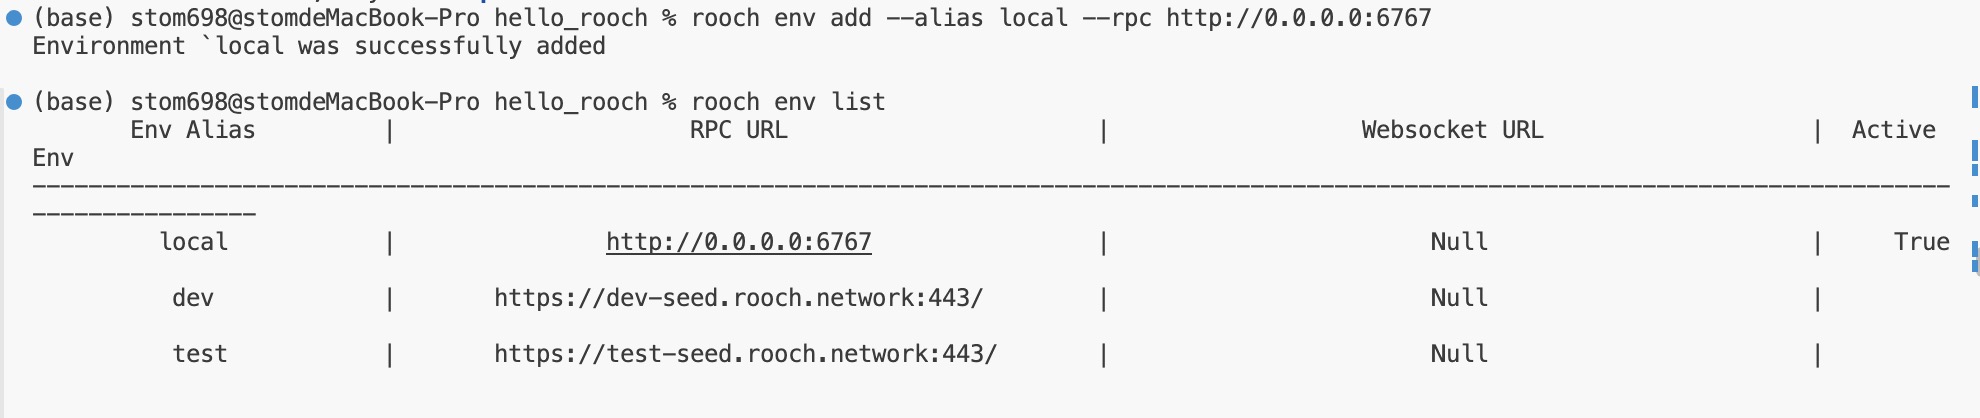 (base) stom698@stomdeMacBook-Pro hello_rooch % rooch env add --alias local --rpc http://0.0.0.0:6767
Environment `local was successfully added
(base) stom698@stomdeMacBook-Pro hello_rooch % rooch env list
Env Alias | RPC URL | Websocket URL | Active
Env
-----------------------------------------------------------------------------------------------------------------------------------------
----------------
local | http://0.0.0.0:6767 | Null | True
dev | https://dev-seed.rooch.network:443/ | Null |
test | https://test-seed.rooch.network:443/ | Null |